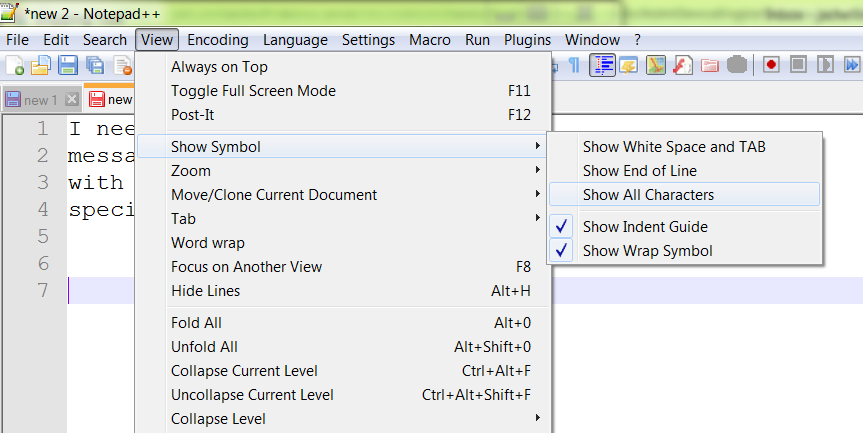 *new 2 - Notepad++
File Edit Search View Encoding Language Settings Macro Run Plugins Window ?
new 1 new
Always on Top
Toggle Full Screen Mode F11
Post-It F12
Show Symbol
Zoom
Move/Clone Current Document
Tab
Word wrap
Focus on Another View F8
Hide Lines Alt+H
Fold All Alt+0
Unfold All Alt+Shift+0
Collapse Current Level Ctrl+Alt+F
Uncollapse Current Level Ctrl+Alt+Shift+F
Collapse Level
Show White Space and TAB
Show End of Line
Show All Characters
Show Indent Guide
Show Wrap Symbol
1 I nee
2 messa
3 with
4 speci
5
6
7